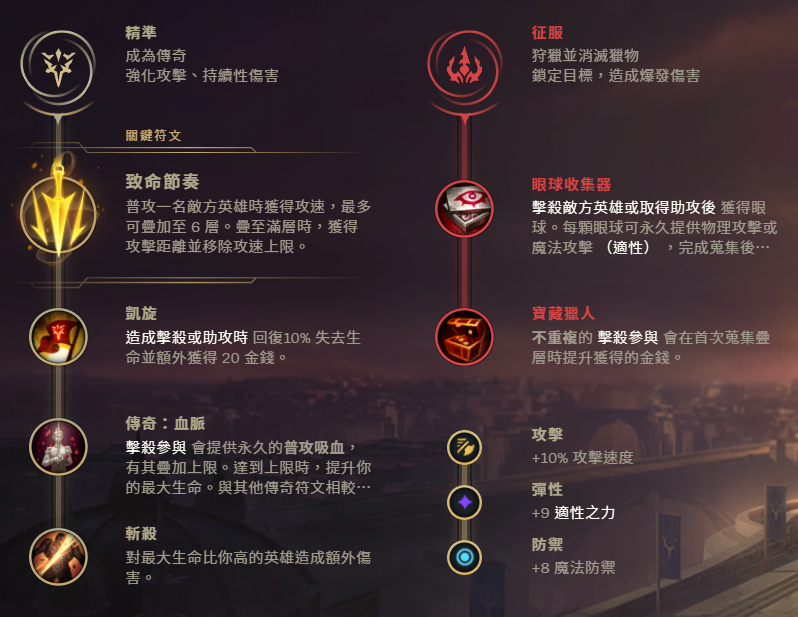 精準
成為傳奇
強化攻擊、持續性傷害
關鍵符文
致命節奏
普攻一名敵方英雄時獲得攻速，最多
可疊加至 6 層。疊至滿層時，獲得
攻擊距離並移除攻速上限。
凱旋
造成擊殺或助攻時 回復10% 失去生
命並額外獲得 20 金錢。
傳奇：血脈
擊殺參與 會提供永久的普攻吸血，
有其疊加上限。達到上限時，提升你
的最大生命。與其他傳奇符文相較…
斬殺
對最大生命比你高的英雄造成額外傷
害。
征服
狩獵並消滅獵物
鎖定目標，造成爆發傷害
眼球收集器
擊殺敵方英雄或取得助攻後 獲得眼
球。每顆眼球可永久提供物理攻擊或
魔法攻擊 （適性） ，完成蒐集後…
寶藏獵人
不重複的 擊殺參與 會在首次蒐集疊
層時提升獲得的金錢。
攻擊
+10% 攻擊速度
彈性
+9 適性之力
防禦
+8 魔法防禦